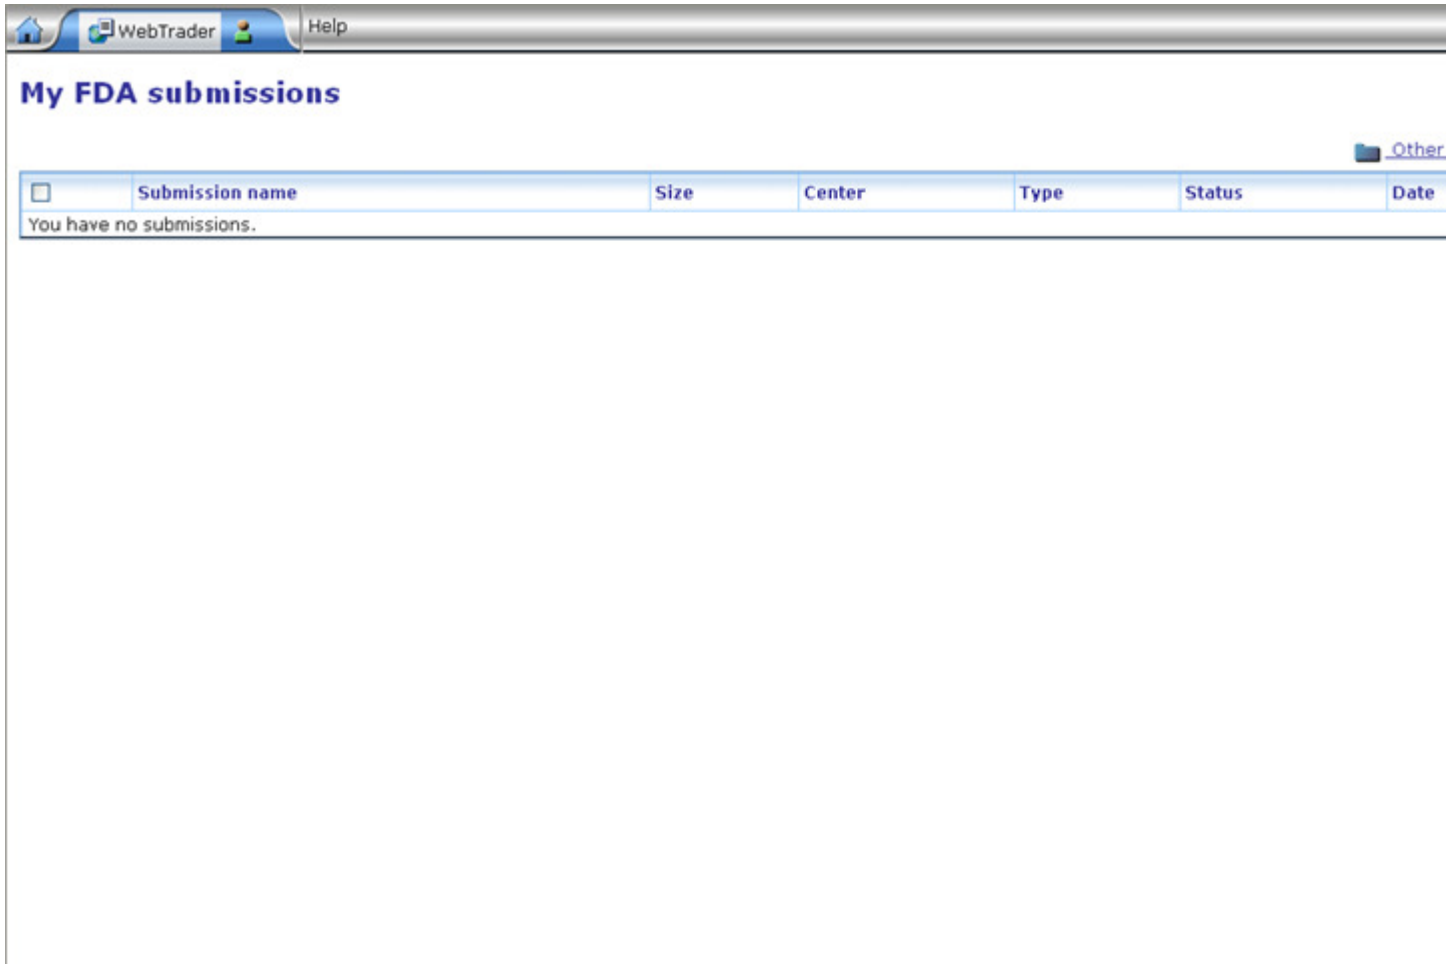 WebTrader Help
My FDA submissions
Other
Submission name Size Center Type Status Date
You have no submissions.